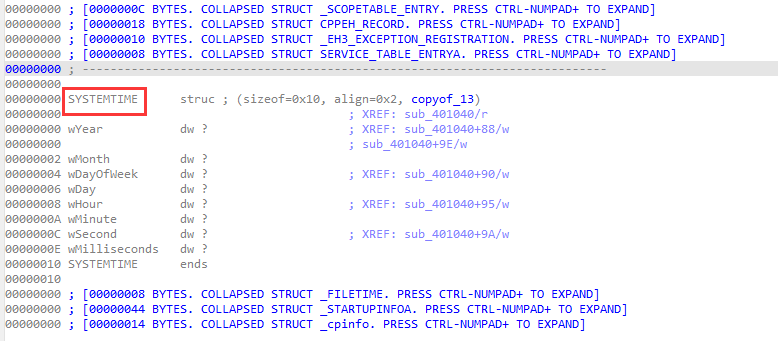 00000000 ; [0000000C BYTES. COLLAPSED STRUCT _SCOPETABLE_ENTRY. PRESS CTRL-NUMPAD+ TO EXPAND]
00000000 ; [00000018 BYTES. COLLAPSED STRUCT CPPEH_RECORD. PRESS CTRL-NUMPAD+ TO EXPAND]
00000000 ; [00000010 BYTES. COLLAPSED STRUCT _EH3_EXCEPTION_REGISTRATION. PRESS CTRL-NUMPAD+ TO EXPAND]
00000000 ; [00000008 BYTES. COLLAPSED STRUCT SERVICE_TABLE_ENTRYA. PRESS CTRL-NUMPAD+ TO EXPAND]
00000000 ; ---------------------------------------------------------------------------
00000000
00000000 SYSTEMTIME      struc ; (sizeof=0x10, align=0x2, copyof_13)
00000000                                         ; XREF: sub_401040/r
00000000 wYear           dw ?                    ; XREF: sub_401040+88/w
00000000                                         ; sub_401040+9E/w
00000002 wMonth          dw ?
00000004 wDayOfWeek      dw ?                    ; XREF: sub_401040+90/w
00000006 wDay            dw ?
00000008 wHour           dw ?                    ; XREF: sub_401040+95/w
0000000A wMinute         dw ?
0000000C wSecond         dw ?                    ; XREF: sub_401040+9A/w
0000000E wMilliseconds   dw ?
00000010 SYSTEMTIME      ends
00000010
00000000 ; [00000008 BYTES. COLLAPSED STRUCT _FILETIME. PRESS CTRL-NUMPAD+ TO EXPAND]
00000000 ; [00000044 BYTES. COLLAPSED STRUCT _STARTUPINFOA. PRESS CTRL-NUMPAD+ TO EXPAND]
00000000 ; [00000014 BYTES. COLLAPSED STRUCT _cpinfo. PRESS CTRL-NUMPAD+ TO EXPAND]